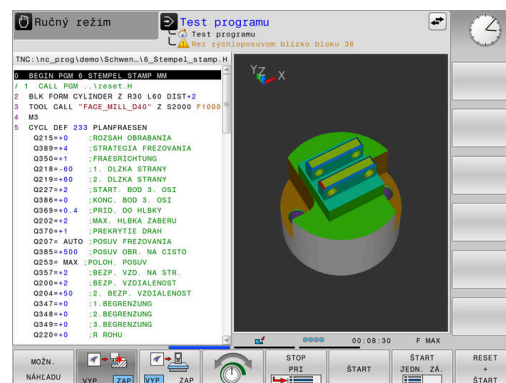 Ručný režim
Test programu
Test programu
Rez rýchloposuvom blízko bloku 36
TNC:\nc_prog\demo\Schwen…\6_Stempel_stamp.H
0 BEGIN PGM 6_STEMPEL_STAMP MM
/ 1 CALL PGM ..\reset.H
2 BLK FORM CYLINDER Z R30 L60 DIST+2
3 TOOL CALL "FACE_MILL_D40" Z S2000 F1000
4 M3
5 CYCL DEF 233 PLANFRAESEN
Q215=+0 ;ROZSAH OBRABANIA
Q389=+4 ;STRATEGIA FREZOVANIA
Q350=+1 ;FRAESRICHTUNG
Q218=-60 ;1. DLZKA STRANY
Q219=+60 ;2. DLZKA STRANY
Q227=+2 ;START. BOD 3. OSI
Q386=+0 ;KONC. BOD 3. OSI
Q369=+0.4 ;PRID. DO HLBKY
Q202=+2 ;MAX. HLBKA ZABERU
Q370=+1 ;PREKRYTIE DRAH
Q207= AUTO ;POSUV FREZOVANIA
Q385=+500 ;POSUV OBR. NA CISTO
Q253= MAX ;POLOH. POSUV
Q357=+2 ;BEZP. VZD. NA STR.
Q200=+2 ;BEZP. VZDIALENOST
Q204=+50 ;2. BEZP. VZDIALENOST
Q347=+0 ;1.BEGRENZUNG
Q348=+0 ;2.BEGRENZUNG
Q349=+0 ;3.BEGRENZUNG
Q220=+0 ;R ROHU
Y Z X
00:08:30 F MAX
MOŽN.
NÁHĽADU
VYP ZAP
VYP ZAP
STOP
PRI
ŠTART
ŠTART
JEDN. ZÁ.
RESET
+
ŠTART